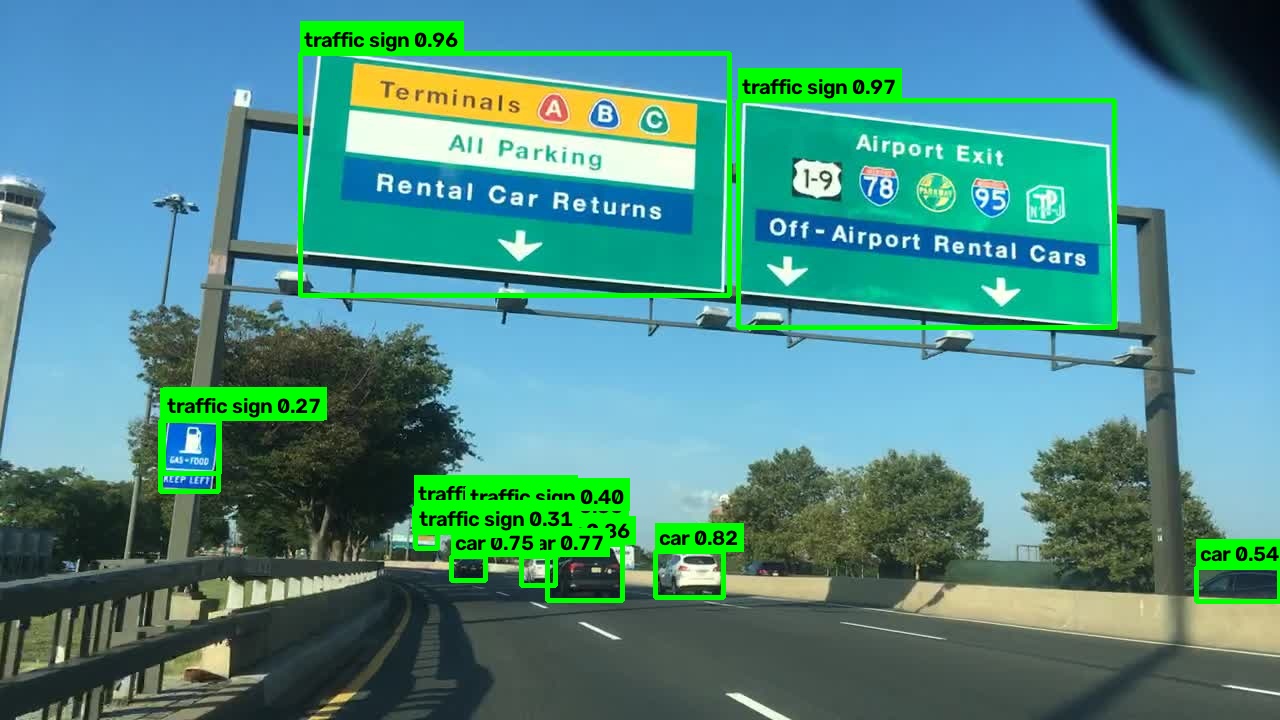 traffic sign 0.96
Terminals A B C
All Parking
Rental Car Returns
traffic sign 0.97
Airport Exit
1-9 78 PARKWAY 95 NJTP
Off-Airport Rental Cars
traffic sign 0.27
GAS - FOOD
KEEP LEFT
traffic sign 0.40
traffic sign 0.31
car 0.75
car 0.77
car 0.82
car 0.54